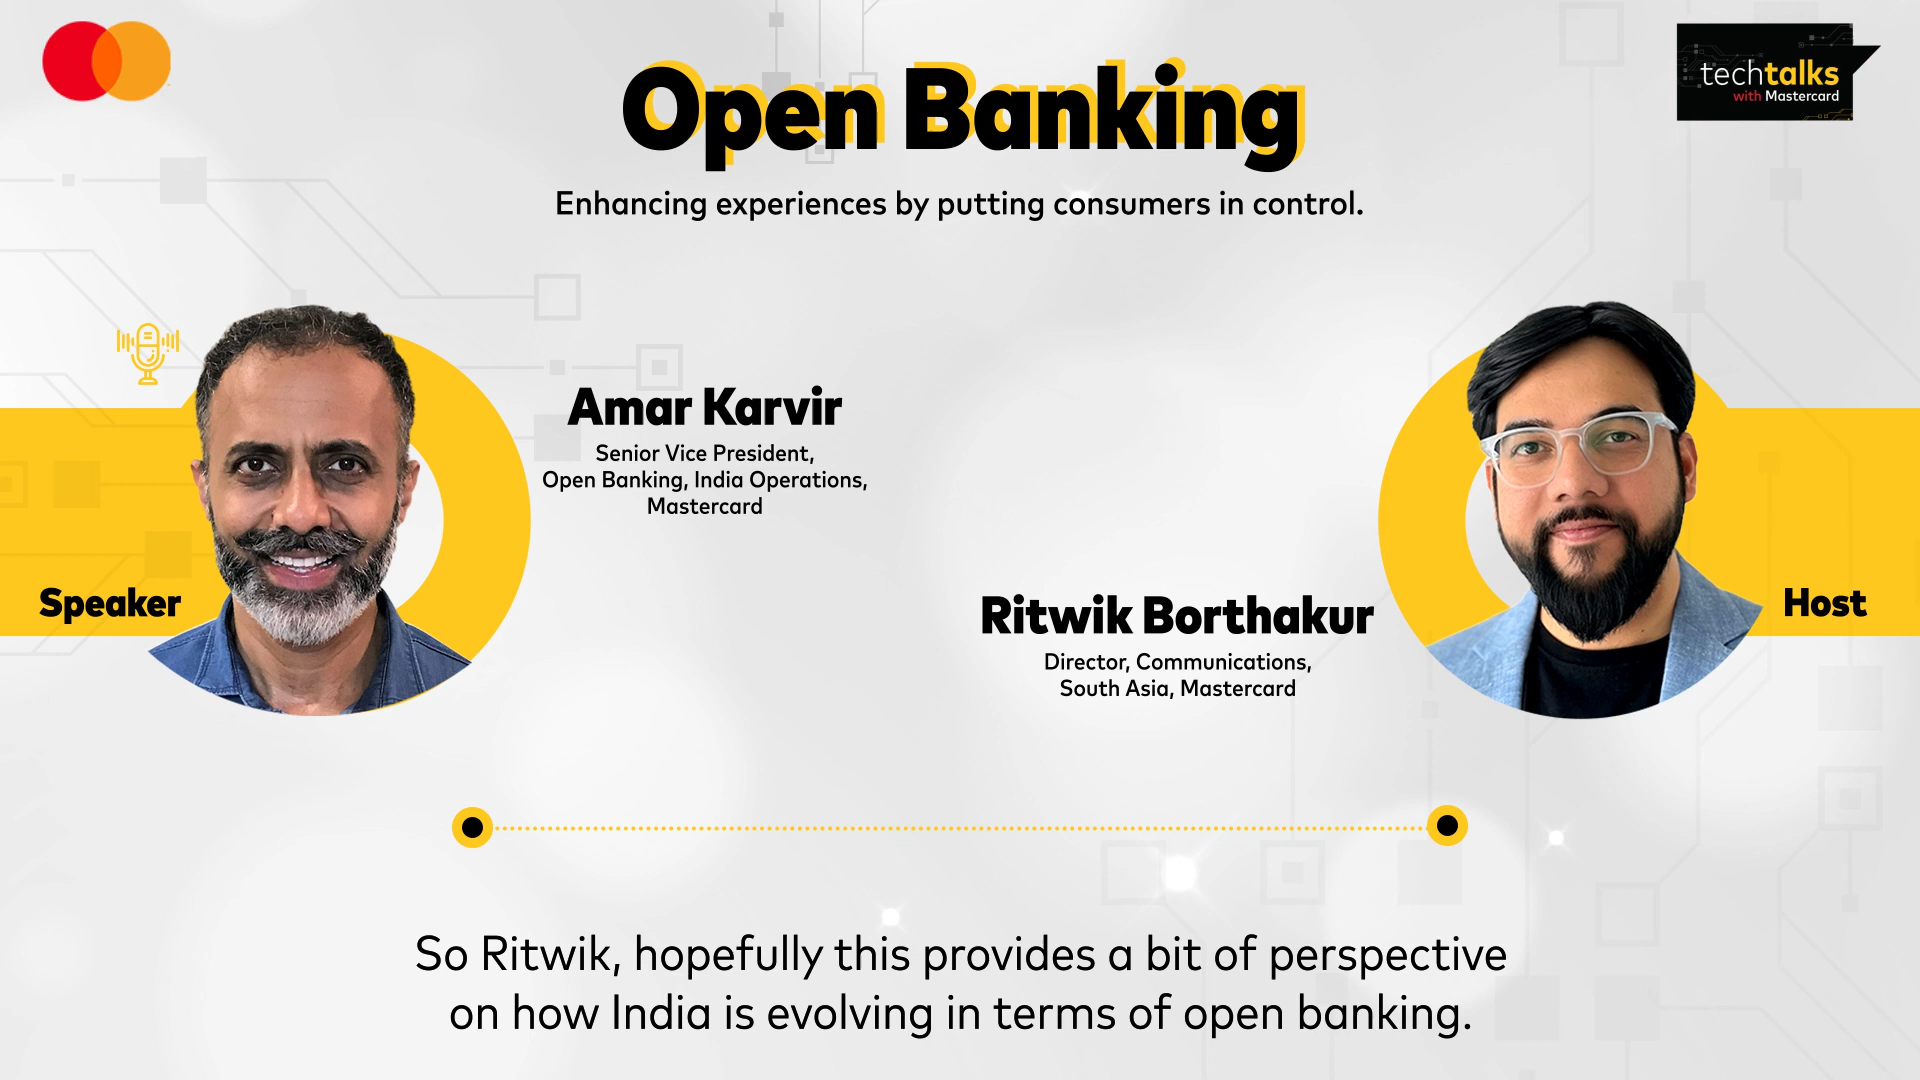 Open Banking
Enhancing experiences by putting consumers in control.
techtalks
with Mastercard
Amar Karvir
Senior Vice President,
Open Banking, India Operations,
Mastercard
Speaker
Ritwik Borthakur
Director, Communications,
South Asia, Mastercard
Host
So Ritwik, hopefully this provides a bit of perspective
on how India is evolving in terms of open banking.